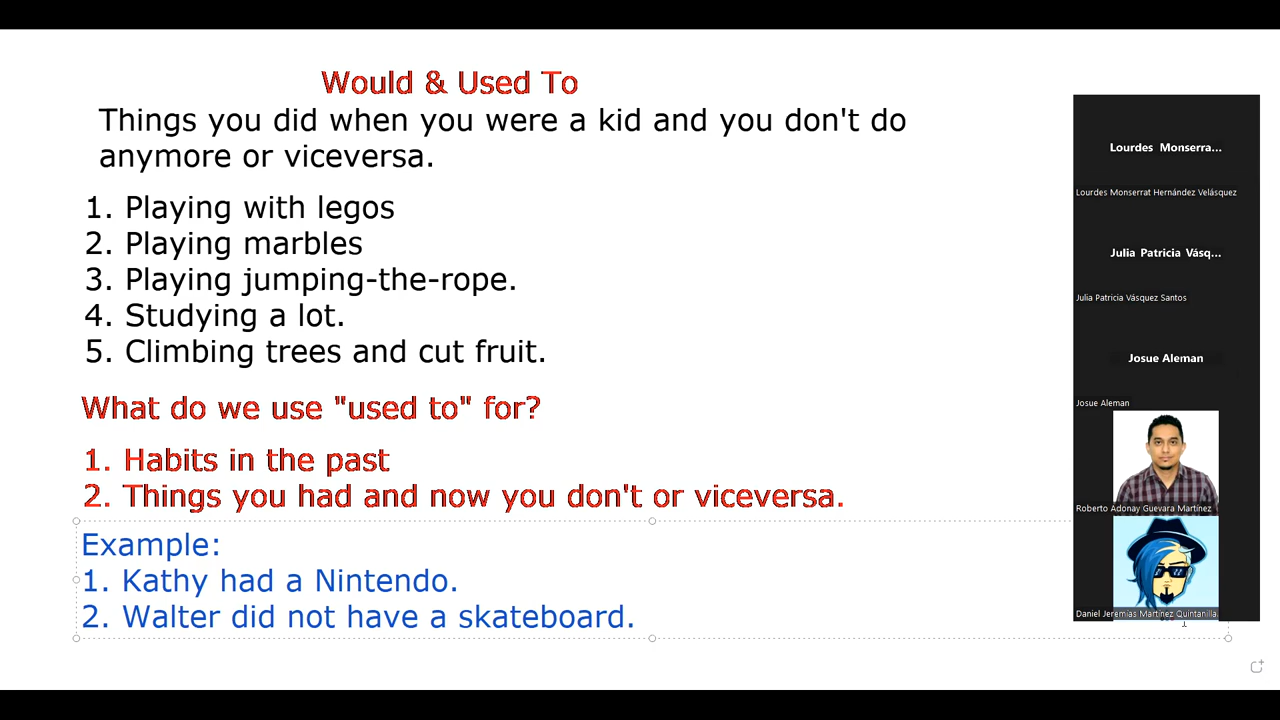 Would & Used To
Things you did when you were a kid and you don't do
anymore or viceversa.
1. Playing with legos
2. Playing marbles
3. Playing jumping-the-rope.
4. Studying a lot.
5. Climbing trees and cut fruit.
What do we use "used to" for?
1. Habits in the past
2. Things you had and now you don't or viceversa.
Example:
1. Kathy had a Nintendo.
2. Walter did not have a skateboard.
Lourdes Monserra...
Lourdes Monserrat Hernández Velásquez
Julia Patricia Vásq...
Julia Patricia Vásquez Santos
Josue Aleman
Josue Aleman
Roberto Adonay Guevara Martínez
Daniel Jeremías Martínez Quintanilla